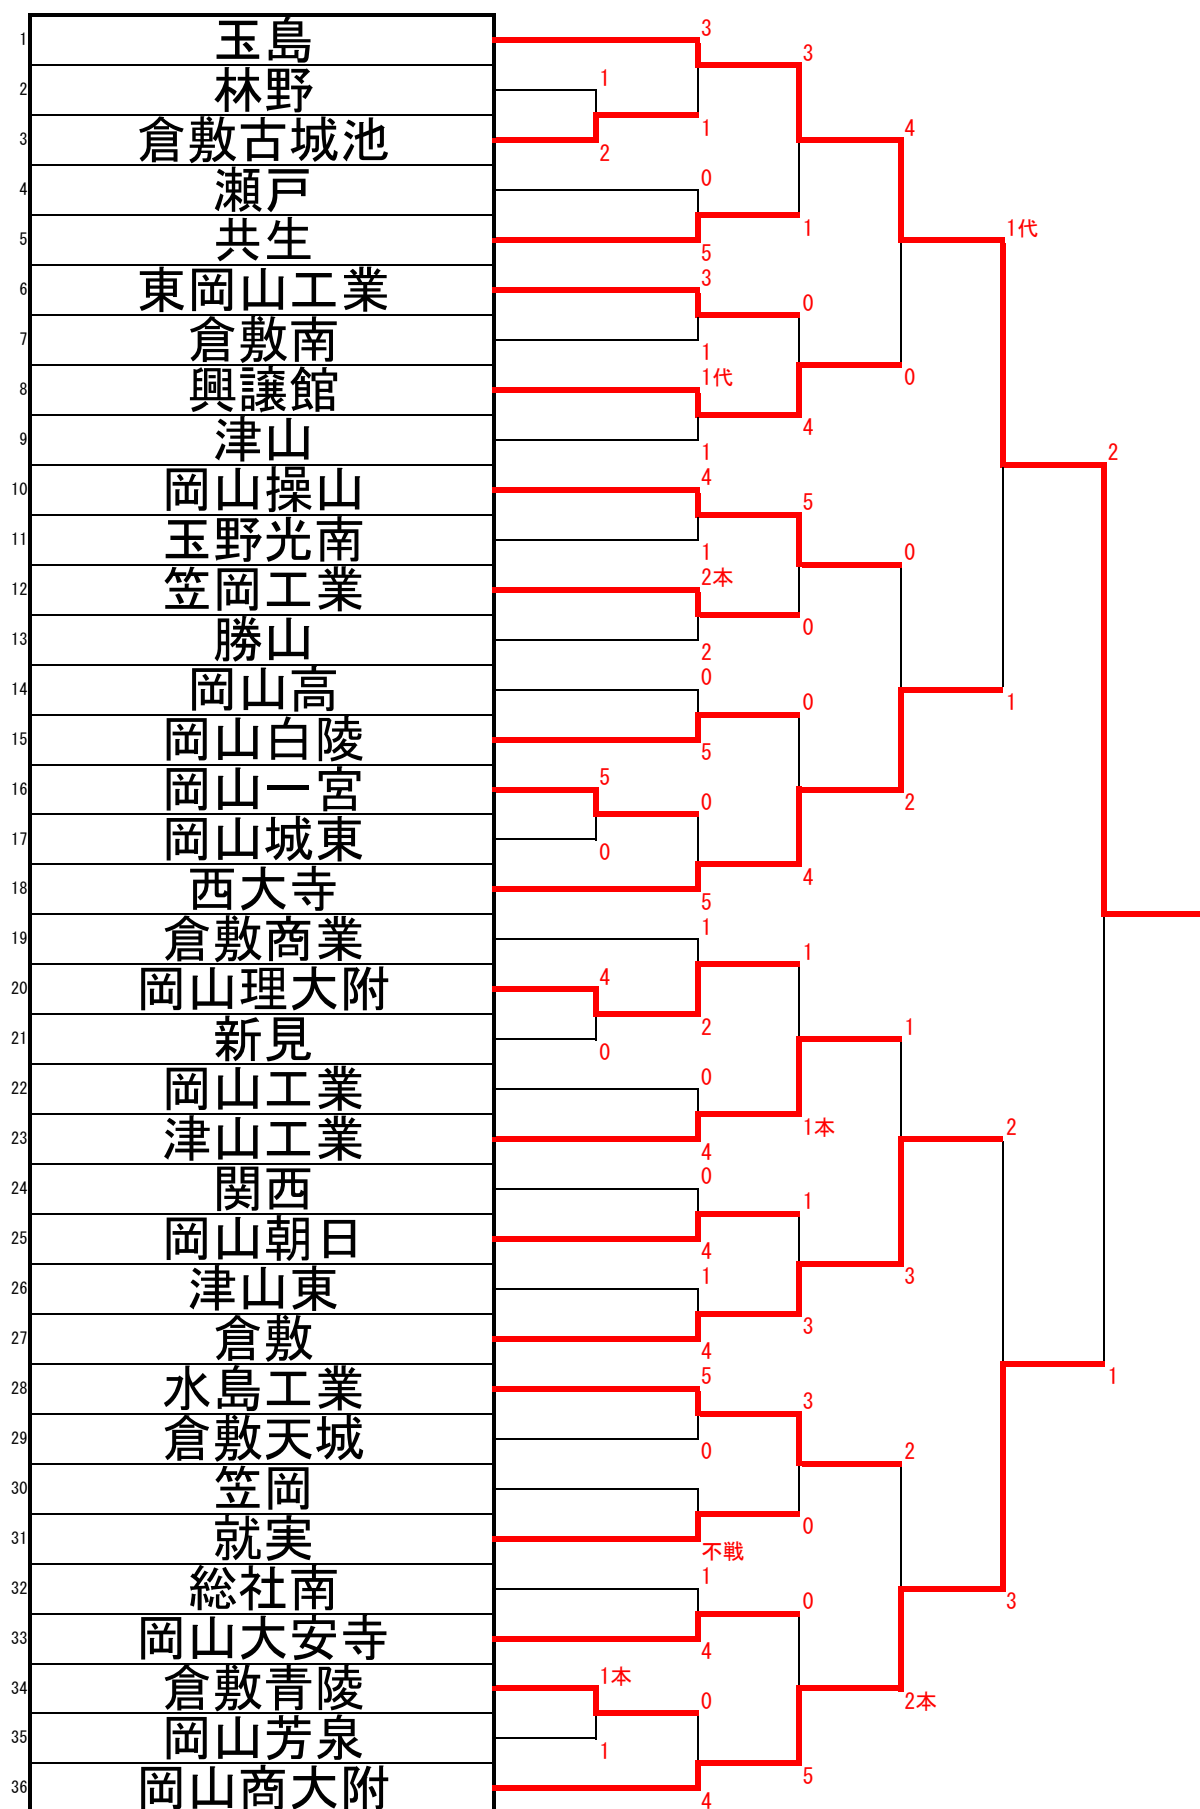 1 玉島
2 林野
3 倉敷古城池
4 瀬戸
5 共生
6 東岡山工業
7 倉敷南
8 興譲館
9 津山
10 岡山操山
11 玉野光南
12 笠岡工業
13 勝山
14 岡山高
15 岡山白陵
16 岡山一宮
17 岡山城東
18 西大寺
19 倉敷商業
20 岡山理大附
21 新見
22 岡山工業
23 津山工業
24 関西
25 岡山朝日
26 津山東
27 倉敷
28 水島工業
29 倉敷天城
30 笠岡
31 就実
32 総社南
33 岡山大安寺
34 倉敷青陵
35 岡山芳泉
36 岡山商大附
1
2
5
0
4
0
1本
1
3
1
0
5
3
1
1代
1
4
1
2本
2
0
5
0
5
1
2
0
4
0
4
1
4
5
0
不戦
1
4
0
4
3
1
0
4
5
0
0
4
1
1本
1
3
3
0
0
5
4
0
0
2
1
3
2
2本
1代
1
2
3
2
1